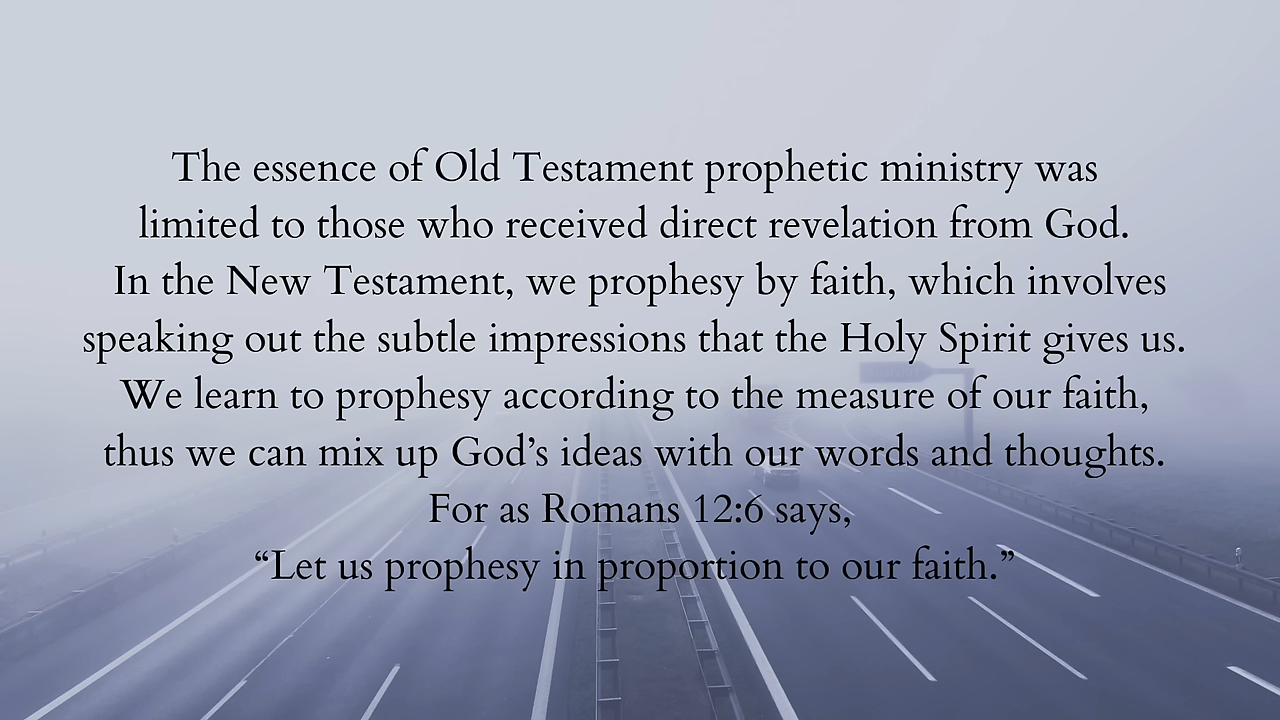 The essence of Old Testament prophetic ministry was
limited to those who received direct revelation from God.
In the New Testament, we prophesy by faith, which involves
speaking out the subtle impressions that the Holy Spirit gives us.
We learn to prophesy according to the measure of our faith,
thus we can mix up God’s ideas with our words and thoughts.
For as Romans 12:6 says,
“Let us prophesy in proportion to our faith.”